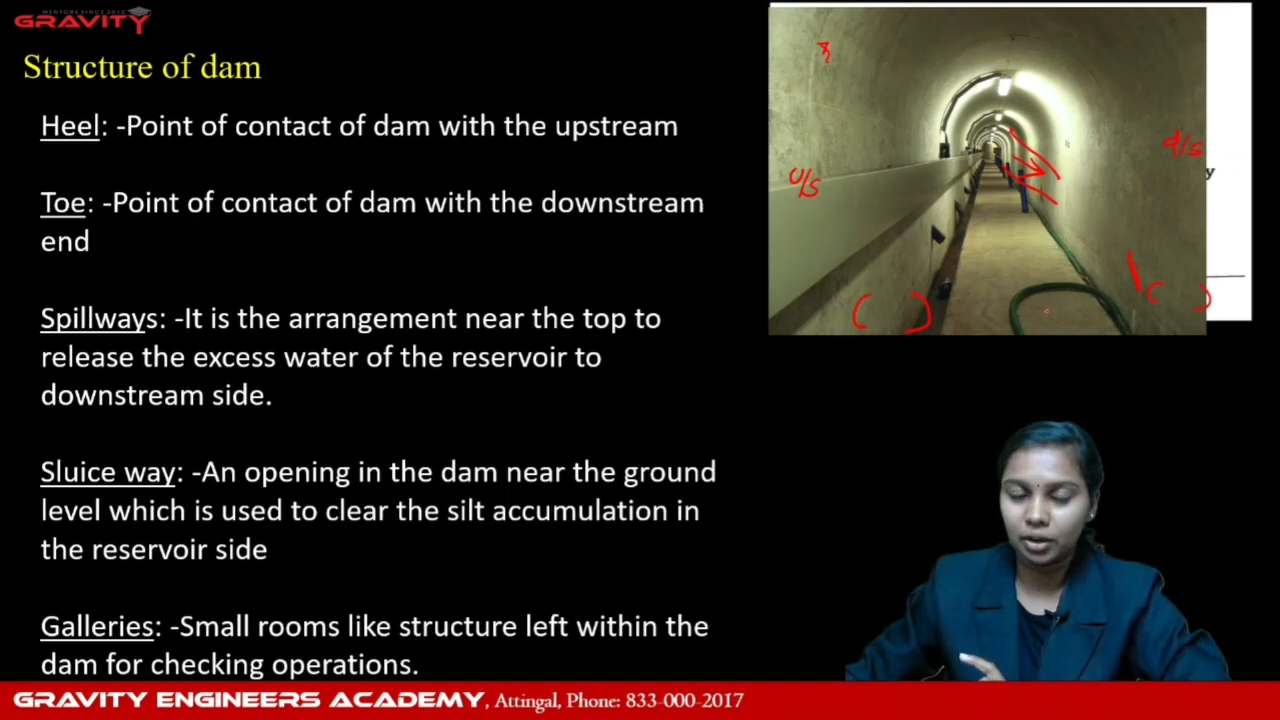 MENTORS SINCE 2012
GRAVITY
Structure of dam
Heel: -Point of contact of dam with the upstream
Toe: -Point of contact of dam with the downstream
end
Spillways: -It is the arrangement near the top to
release the excess water of the reservoir to
downstream side.
Sluice way: -An opening in the dam near the ground
level which is used to clear the silt accumulation in
the reservoir side
Galleries: -Small rooms like structure left within the
dam for checking operations.
u/s
d/s
y
GRAVITY ENGINEERS ACADEMY, Attingal, Phone: 833-000-2017